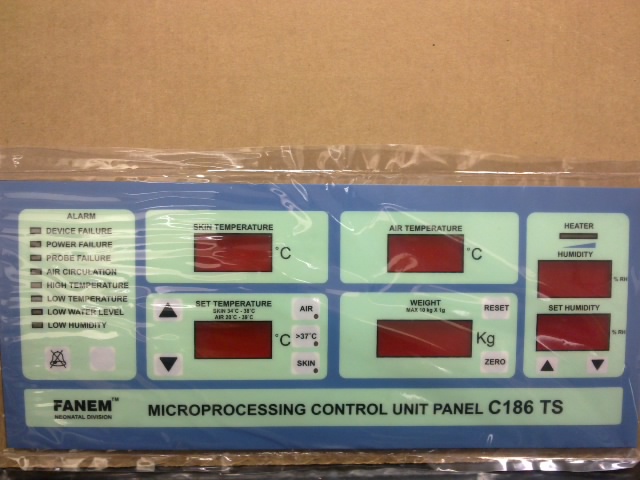 ALARM
DEVICE FAILURE
POWER FAILURE
PROBE FAILURE
AIR CIRCULATION
HIGH TEMPERATURE
LOW TEMPERATURE
LOW WATER LEVEL
LOW HUMIDITY
SKIN TEMPERATURE
°C
AIR TEMPERATURE
°C
HEATER
HUMIDITY
% RH
SET TEMPERATURE
SKIN 34°C - 38°C
AIR 20°C - 39°C
°C
AIR
>37°C
SKIN
WEIGHT
MAX 10 kg X 1g
Kg
RESET
ZERO
SET HUMIDITY
% RH
FANEM™
NEONATAL DIVISION
MICROPROCESSING CONTROL UNIT PANEL C186 TS